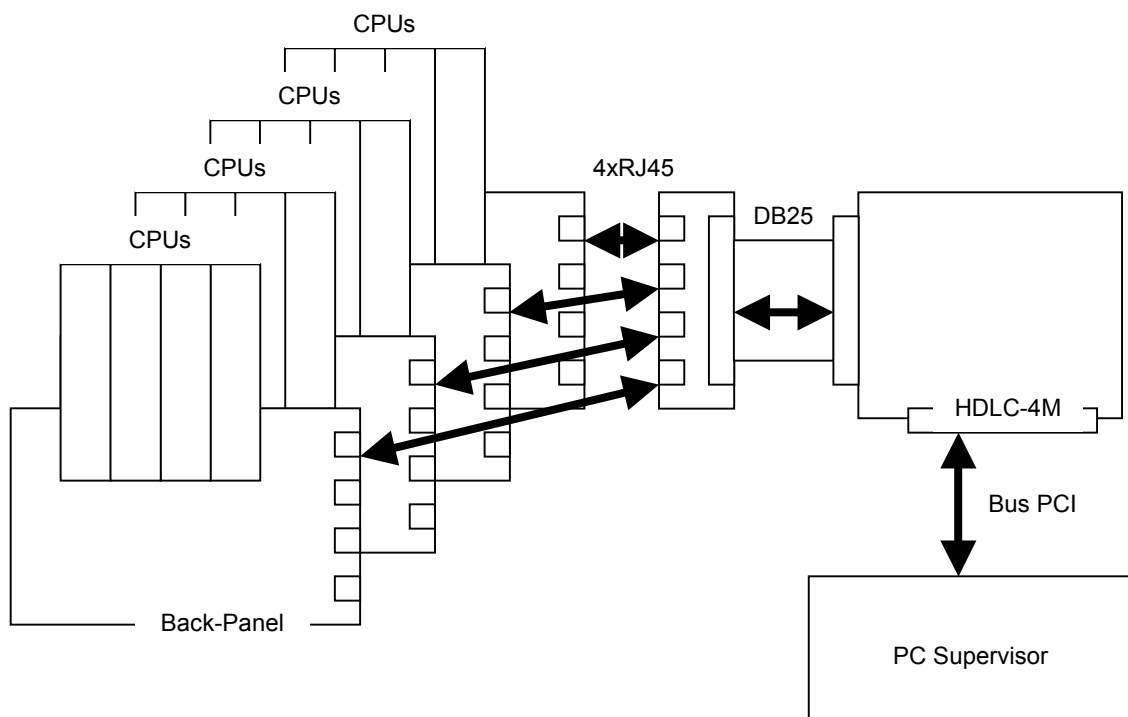 CPUs
CPUs
CPUs
4xRJ45
DB25
CPUs
HDLC-4M
Bus PCI
Back-Panel
PC Supervisor